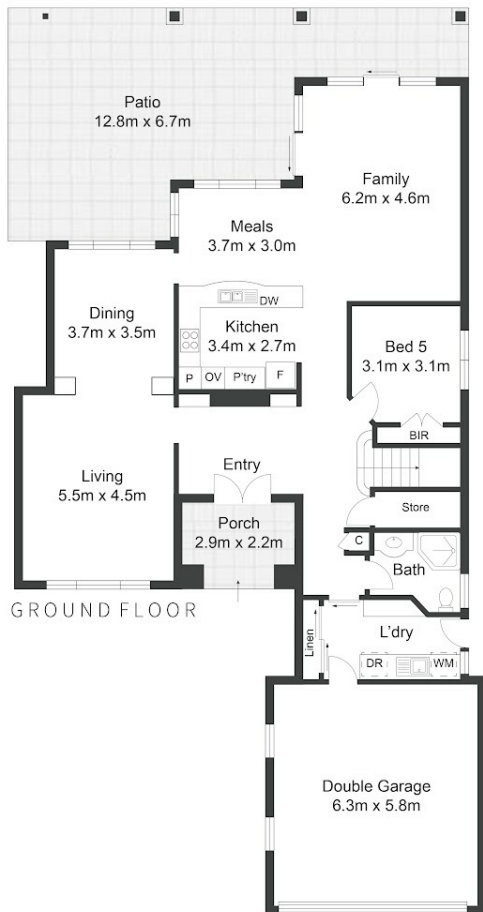 Patio
12.8m x 6.7m
Family
6.2m x 4.6m
Meals
3.7m x 3.0m
DW
Dining
3.7m x 3.5m
Kitchen
3.4m x 2.7m
Bed 5
3.1m x 3.1m
P
OV
P'try
F
BIR
Living
5.5m x 4.5m
Entry
Store
Porch
2.9m x 2.2m
C
Bath
GROUND FLOOR
L'dry
Linen
DR
WM
Double Garage
6.3m x 5.8m